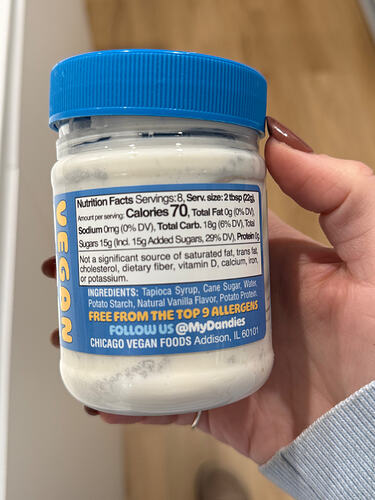 VEGAN
Nutrition Facts Servings: 8, Serv. size: 2 tbsp (22g),
Amount per serving: Calories 70, Total Fat 0g (0% DV),
Sodium 0mg (0% DV), Total Carb. 18g (6% DV), Total
Sugars 15g (Incl. 15g Added Sugars, 29% DV), Protein 0g.
Not a significant source of saturated fat, trans fat,
cholesterol, dietary fiber, vitamin D, calcium, iron,
or potassium.
INGREDIENTS: Tapioca Syrup, Cane Sugar, Water,
Potato Starch, Natural Vanilla Flavor, Potato Protein.
FREE FROM THE TOP 9 ALLERGENS
FOLLOW US @MyDandies
CHICAGO VEGAN FOODS Addison, IL 60101